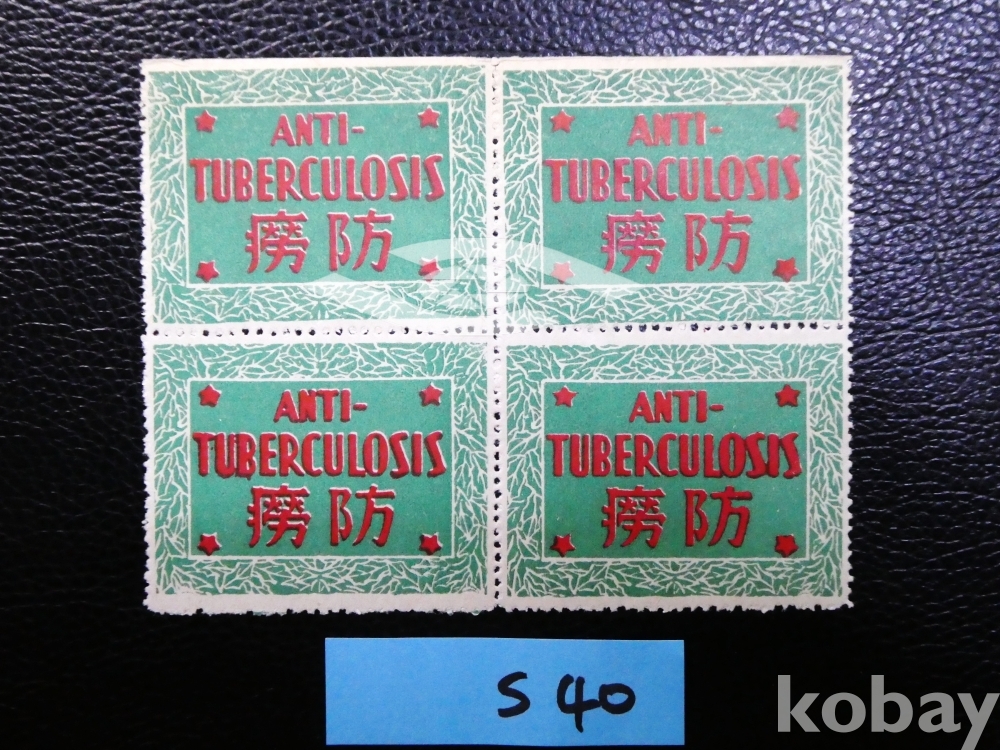 ANTI-
TUBERCULOSIS
防癆
ANTI-
TUBERCULOSIS
防癆
ANTI-
TUBERCULOSIS
防癆
ANTI-
TUBERCULOSIS
防癆
S 40
kobay